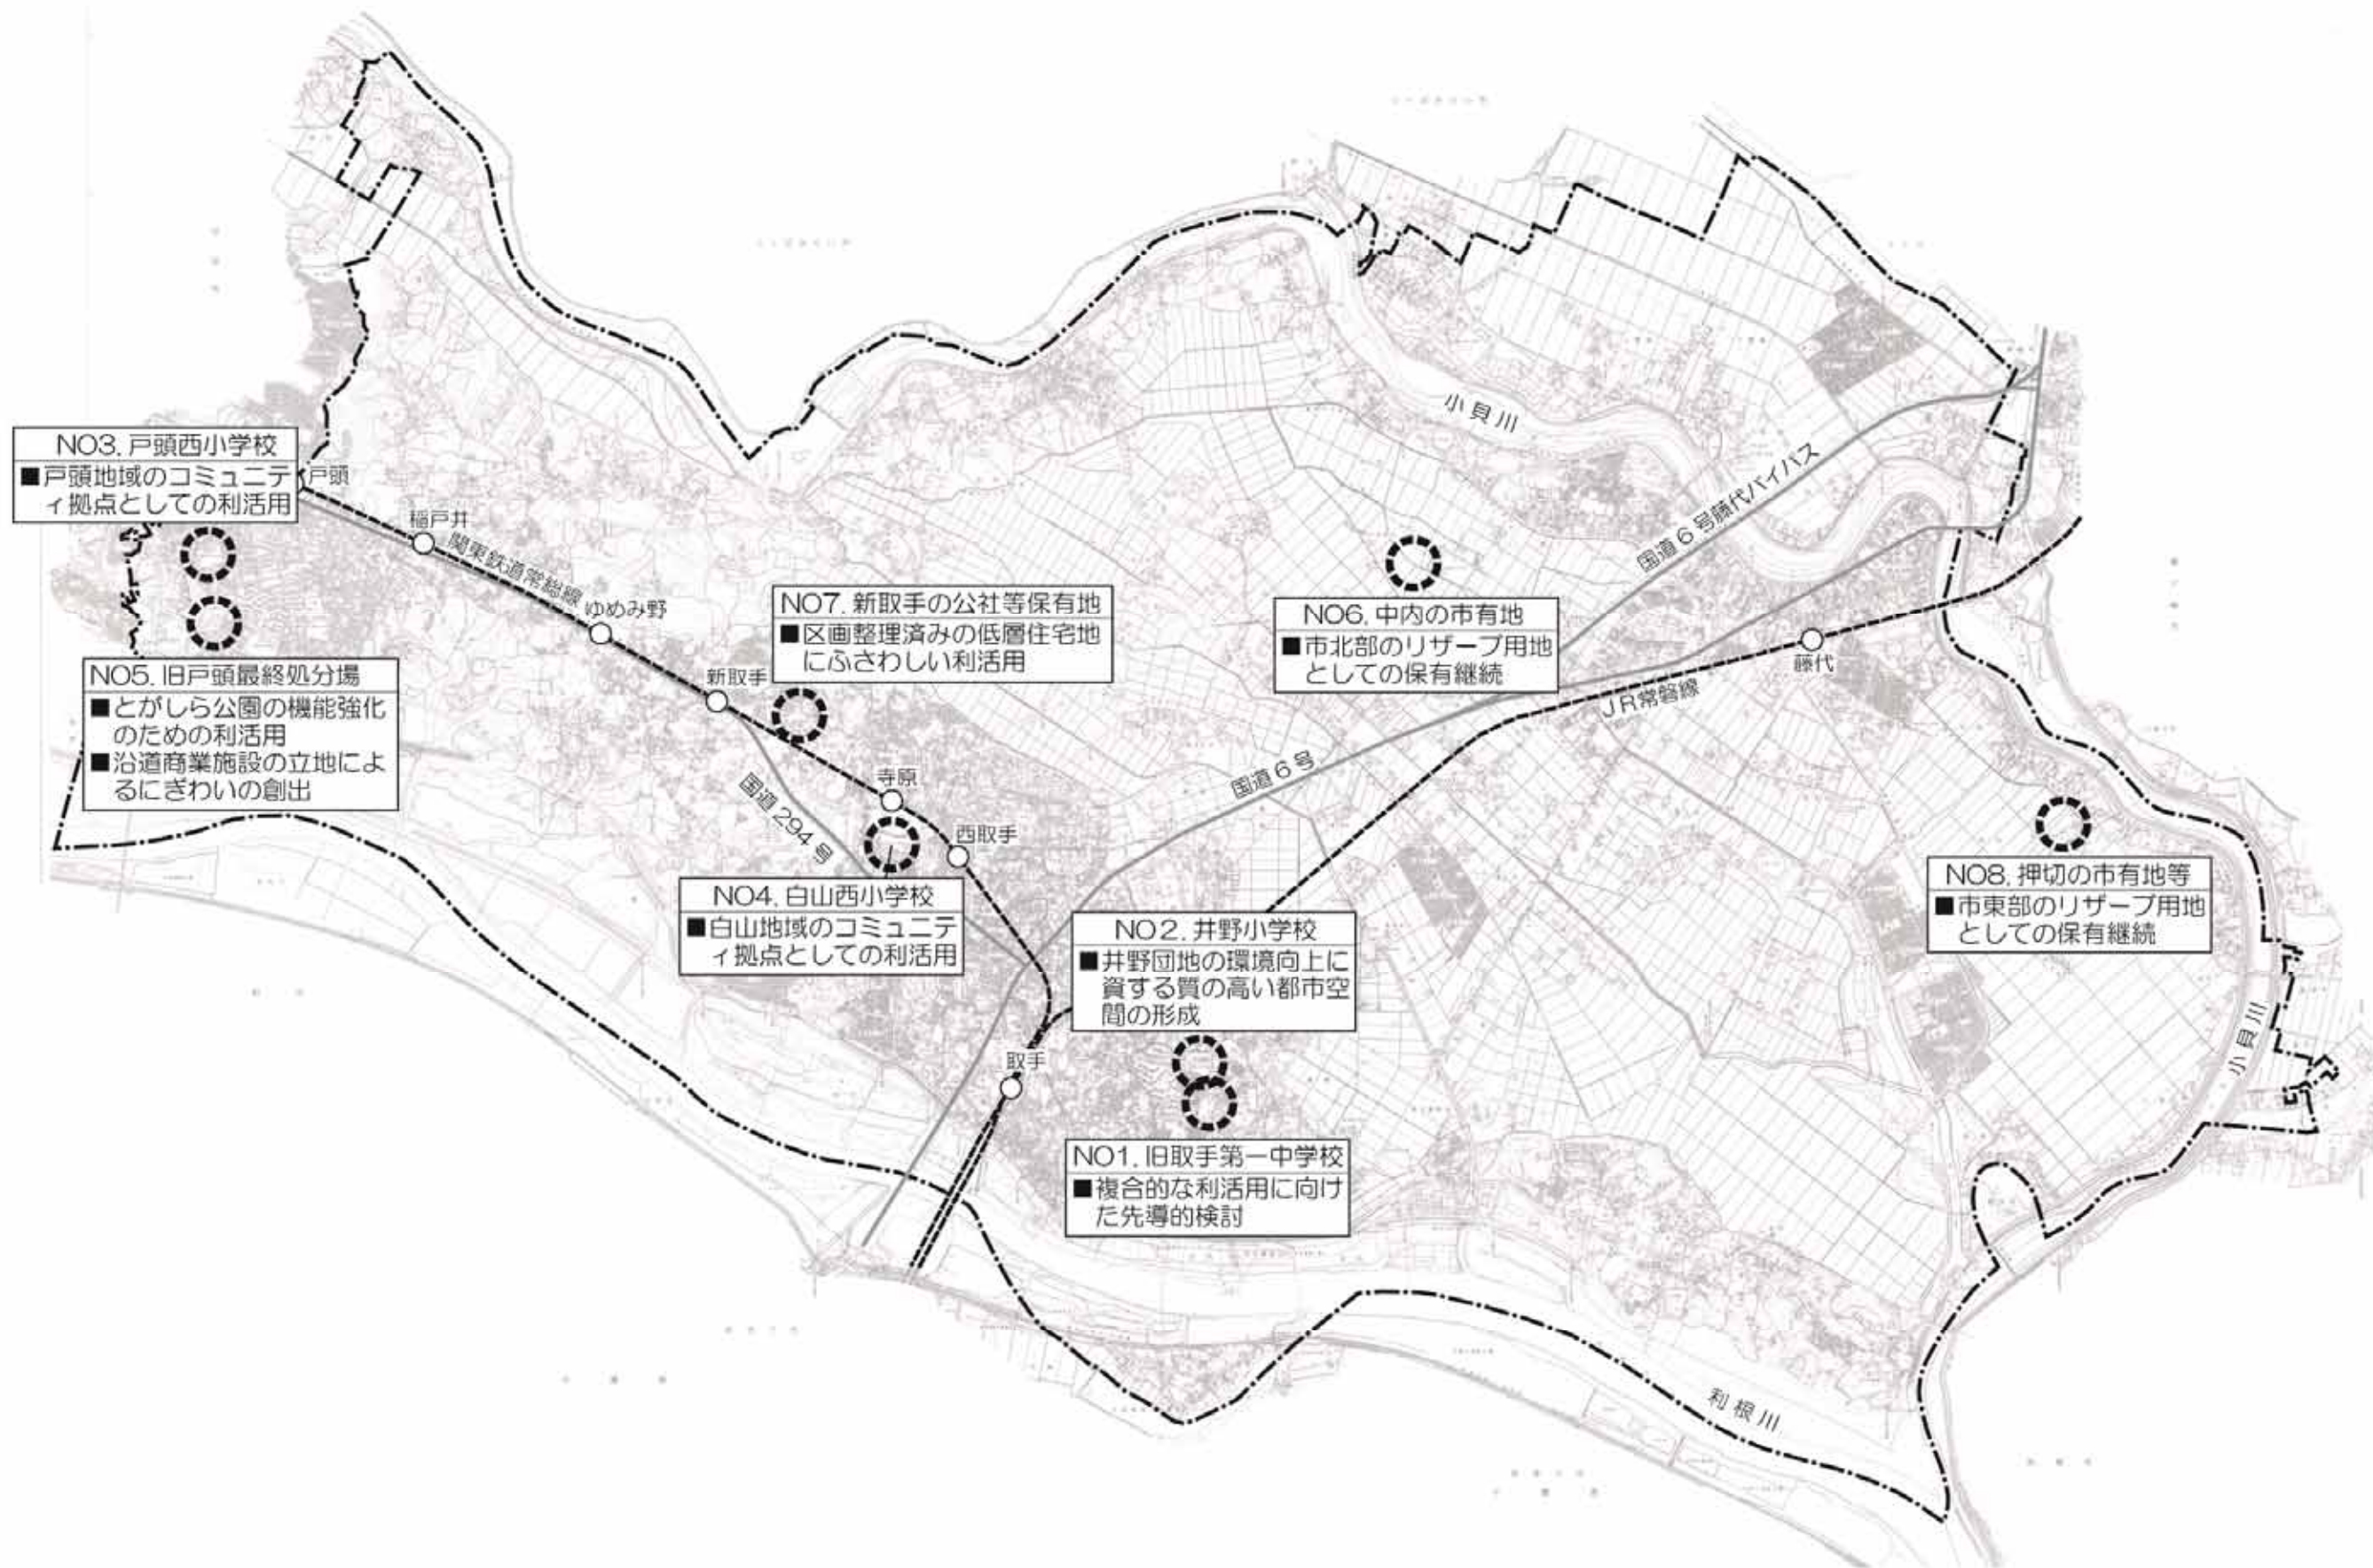 小貝川
国道6号藤代バイパス
NO3.戸頭西小学校
■戸頭地域のコミュニテ
ィ拠点としての利活用
戸頭
稲戸井
関東鉄道常総線
ゆめみ野
NO7.新取手の公社等保有地
■区画整理済みの低層住宅地
にふさわしい利活用
NO6.中内の市有地
■市北部のリザーブ用地
としての保有継続
藤代
JR常磐線
NO5.旧戸頭最終処分場
■とがしら公園の機能強化
のための利活用
■沿道商業施設の立地によ
るにぎわいの創出
新取手
国道6号
寺原
国道294号
西取手
NO4.白山西小学校
■白山地域のコミュニテ
ィ拠点としての利活用
NO2.井野小学校
■井野団地の環境向上に
資する質の高い都市空
間の形成
NO8.押切の市有地等
■市東部のリザーブ用地
としての保有継続
小貝川
取手
NO1.旧取手第一中学校
■複合的な利活用に向け
た先導的検討
利根川